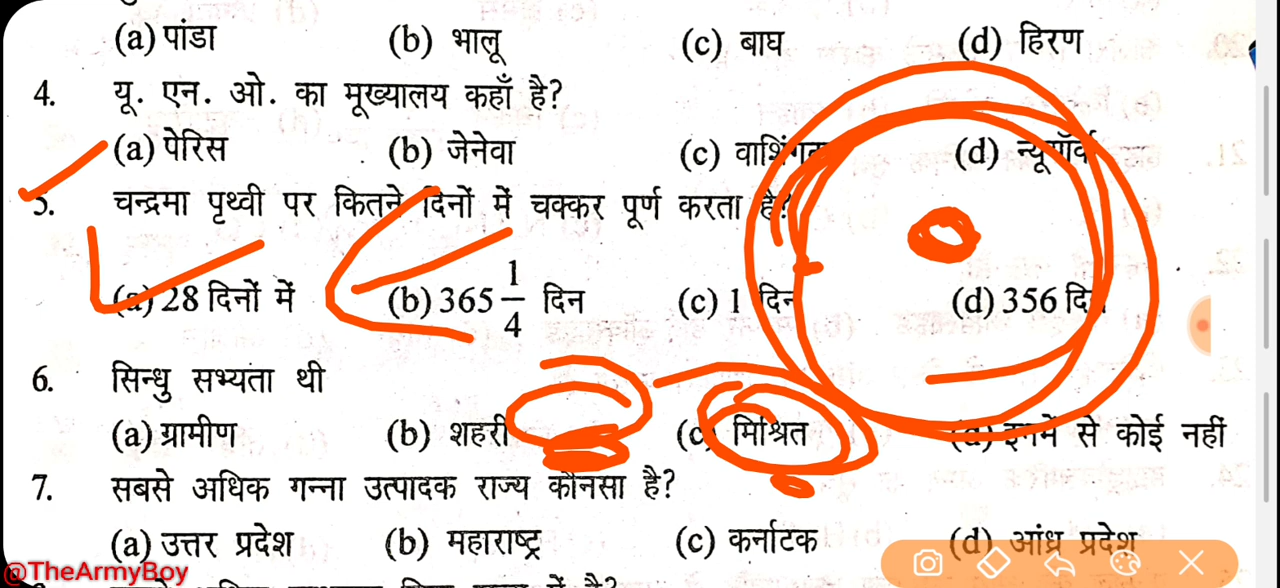 (a) पांडा (b) भालू (c) बाघ (d) हिरण
4. यू. एन. ओ. का मूख्यालय कहाँ है?
(a) पेरिस (b) जेनेवा (c) वाशिंगटन (d) न्यूयॉर्क
5. चन्द्रमा पृथ्वी पर कितने दिनों में चक्कर पूर्ण करता है?
(a) 28 दिनों में (b) 365 1/4 दिन (c) 1 दिन (d) 356 दिन
6. सिन्धु सभ्यता थी
(a) ग्रामीण (b) शहरी (c) मिश्रित (d) इनमें से कोई नहीं
7. सबसे अधिक गन्ना उत्पादक राज्य कौनसा है?
(a) उत्तर प्रदेश (b) महाराष्ट्र (c) कर्नाटक (d) आंध्र प्रदेश
@TheArmyBoy